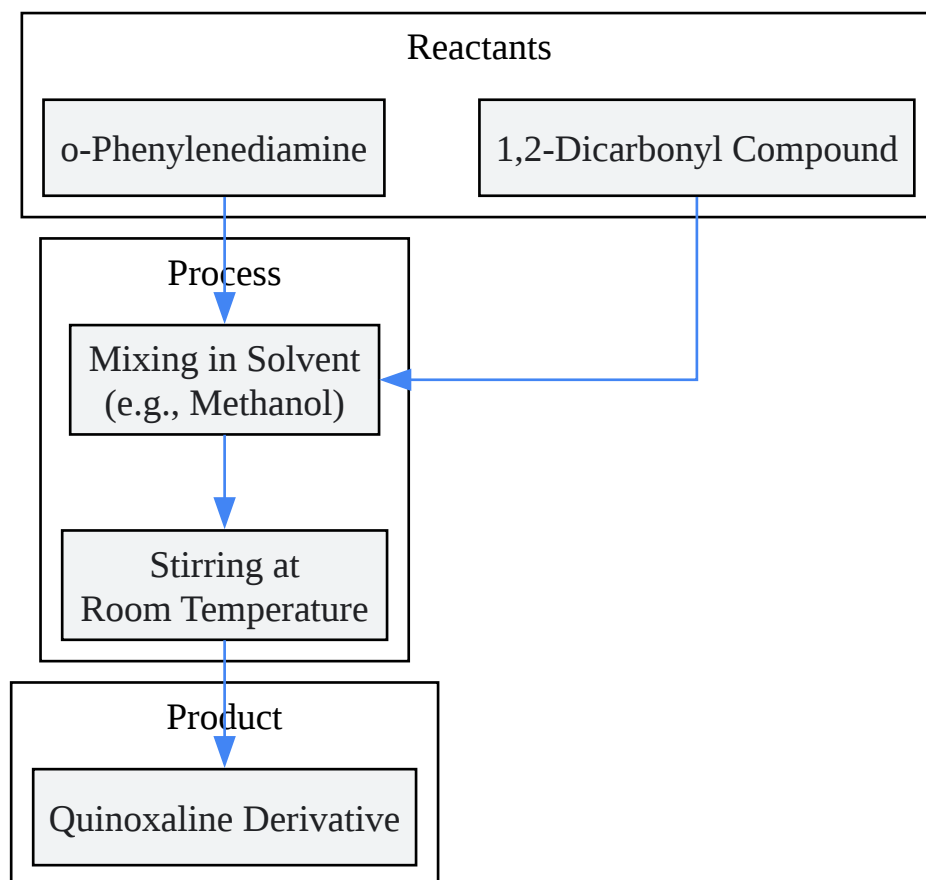 Reactants
o-Phenylenediamine
1,2-Dicarbonyl Compound
Process
Mixing in Solvent
(e.g., Methanol)
Stirring at
Room Temperature
Product
Quinoxaline Derivative